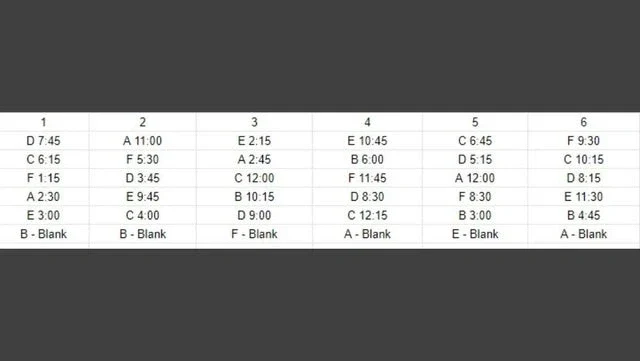 1 2 3 4 5 6
D 7:45 A 11:00 E 2:15 E 10:45 C 6:45 F 9:30
C 6:15 F 5:30 A 2:45 B 6:00 D 5:15 C 10:15
F 1:15 D 3:45 C 12:00 F 11:45 A 12:00 D 8:15
A 2:30 E 9:45 B 10:15 D 8:30 F 8:30 E 11:30
E 3:00 C 4:00 D 9:00 C 12:15 B 3:00 B 4:45
B - Blank B - Blank F - Blank A - Blank E - Blank A - Blank